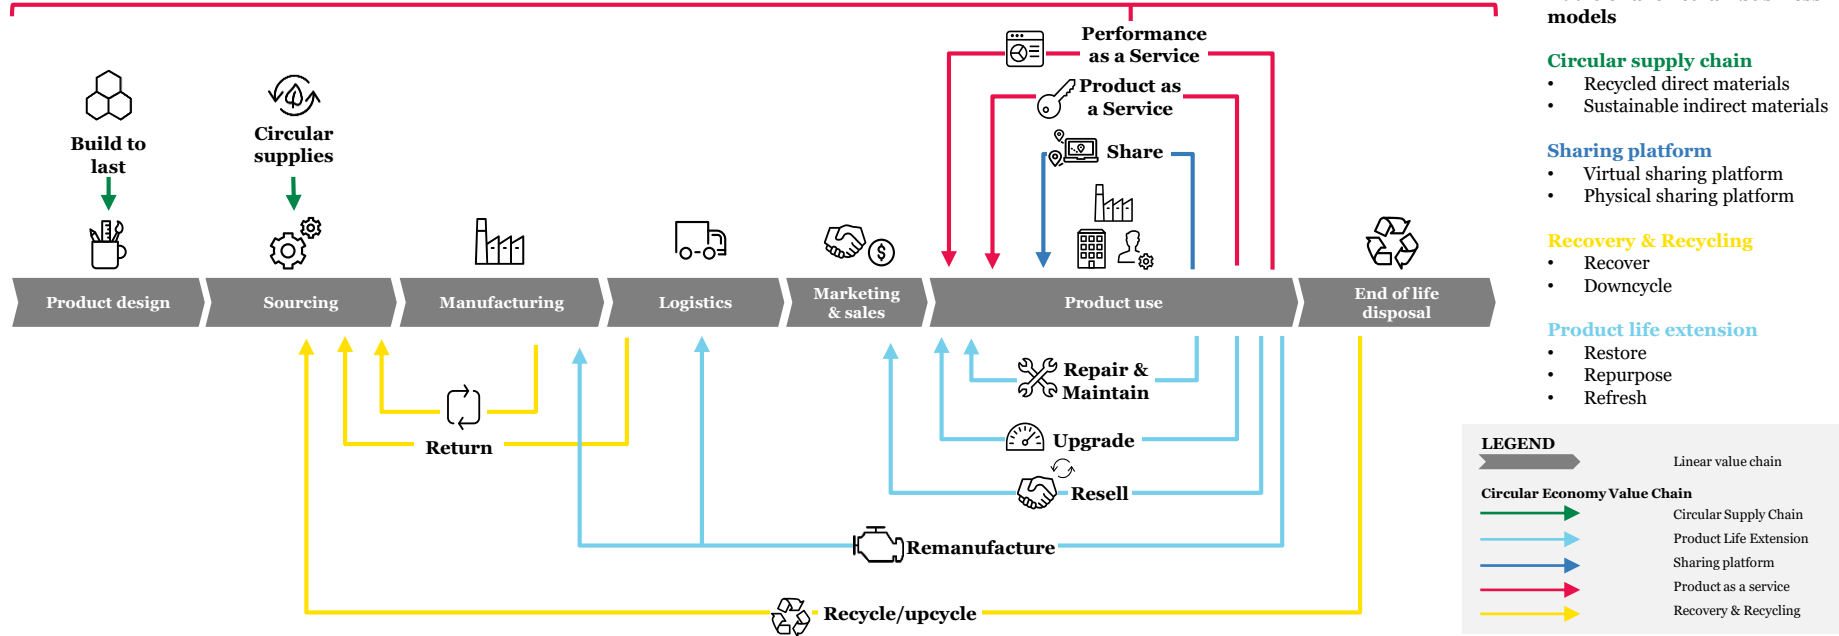 models
Performance
as a Service
Product as
a Service
Share
Build to
last
Circular
supplies
$
Product design
Sourcing
Manufacturing
Logistics
Marketing
& sales
Product use
End of life
disposal
Repair &
Maintain
Return
Upgrade
Resell
Remanufacture
Recycle/upcycle
Circular supply chain
• Recycled direct materials
• Sustainable indirect materials
Sharing platform
• Virtual sharing platform
• Physical sharing platform
Recovery & Recycling
• Recover
• Downcycle
Product life extension
• Restore
• Repurpose
• Refresh
LEGEND
Linear value chain
Circular Economy Value Chain
Circular Supply Chain
Product Life Extension
Sharing platform
Product as a service
Recovery & Recycling